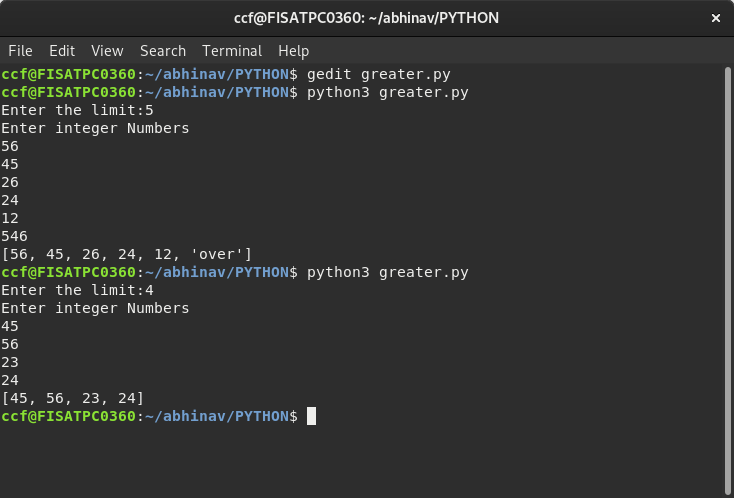 ccf@FISATPC0360: ~/abhinav/PYTHON ×
File Edit View Search Terminal Help
ccf@FISATPC0360:~/abhinav/PYTHON$ gedit greater.py
ccf@FISATPC0360:~/abhinav/PYTHON$ python3 greater.py
Enter the limit:5
Enter integer Numbers
56
45
26
24
12
546
[56, 45, 26, 24, 12, 'over']
ccf@FISATPC0360:~/abhinav/PYTHON$ python3 greater.py
Enter the limit:4
Enter integer Numbers
45
56
23
24
[45, 56, 23, 24]
ccf@FISATPC0360:~/abhinav/PYTHON$